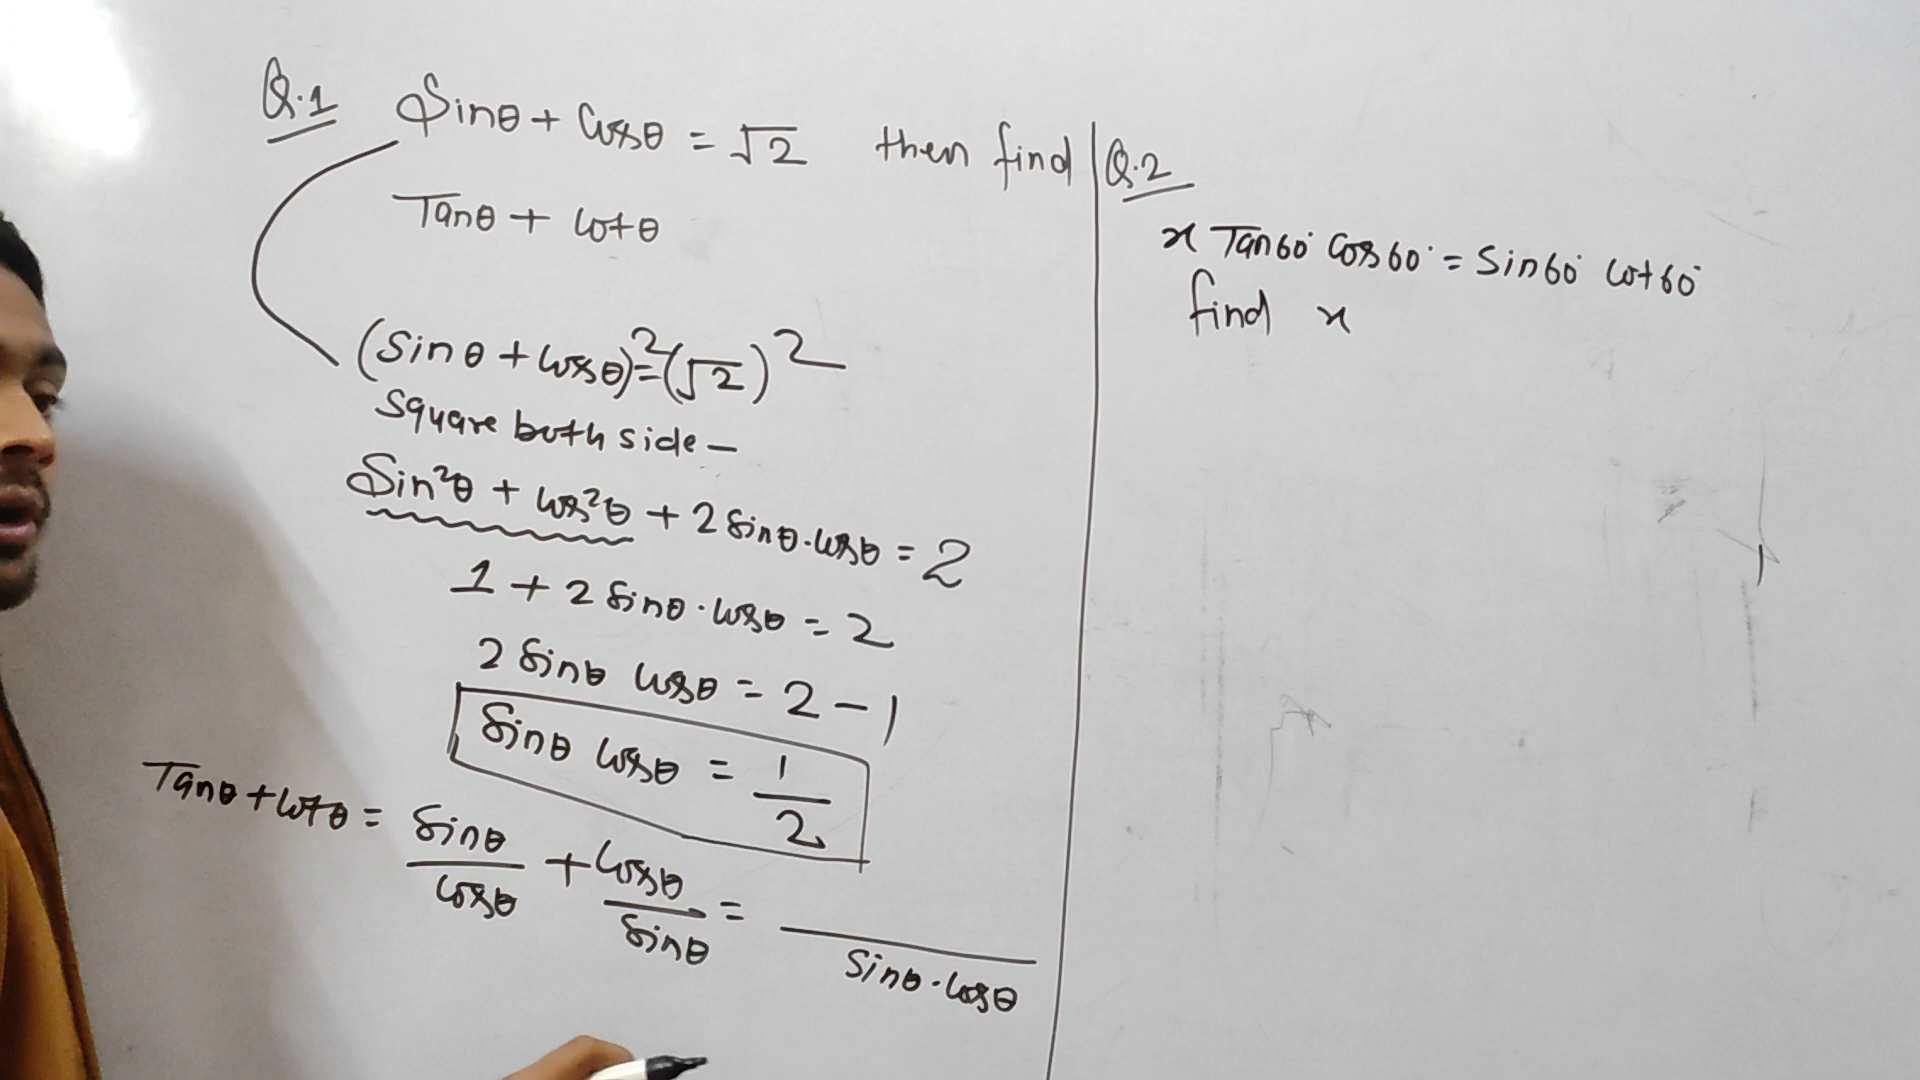 Q.1 Sinθ + Cosθ = √2 then find
Tanθ + Cotθ
(Sinθ + Cosθ)² = (√2)²
Square both side –
Sin²θ + Cos²θ + 2 Sinθ.Cosθ = 2
1 + 2 Sinθ.Cosθ = 2
2 Sinθ Cosθ = 2 – 1
Sinθ Cosθ = 1/2
Tanθ + Cotθ = Sinθ/Cosθ + Cosθ/Sinθ = /Sinθ.Cosθ
Q.2
x Tan60° Cos60° = Sin60° Cot60°
find x